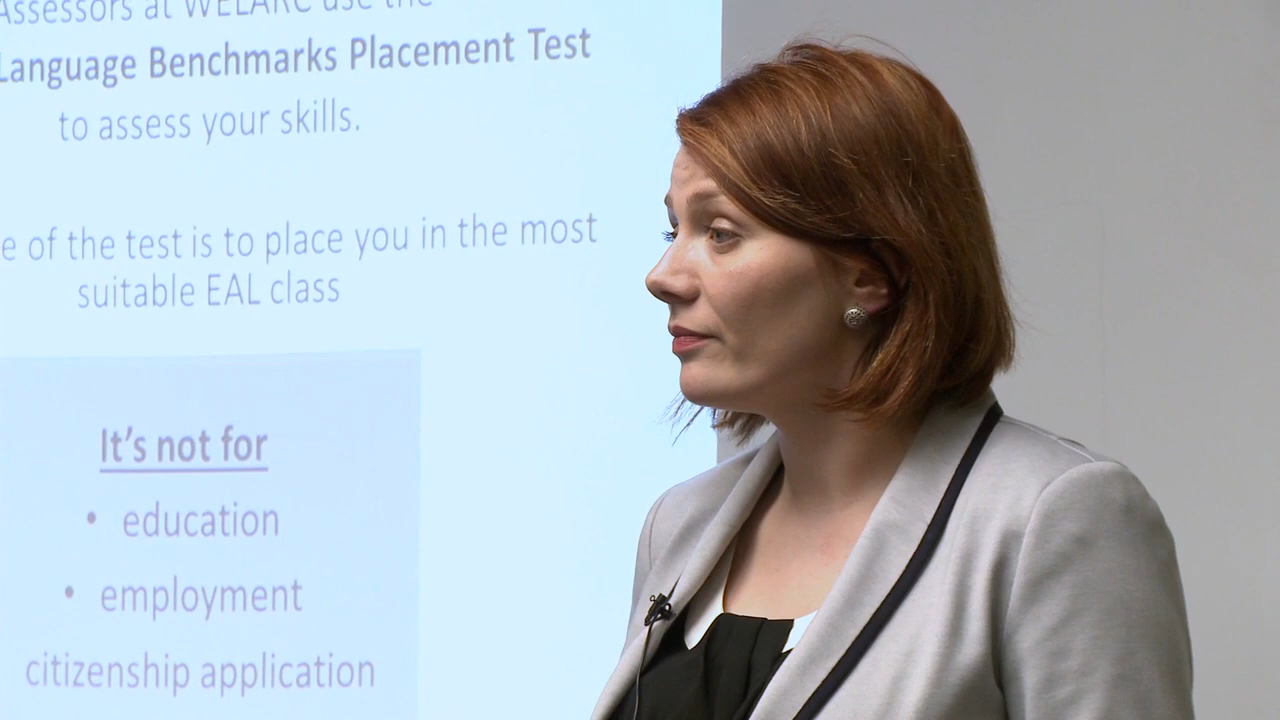 Assessors at WELARC use the
Language Benchmarks Placement Test
to assess your skills.
e of the test is to place you in the most
suitable EAL class
It's not for
• education
• employment
citizenship application